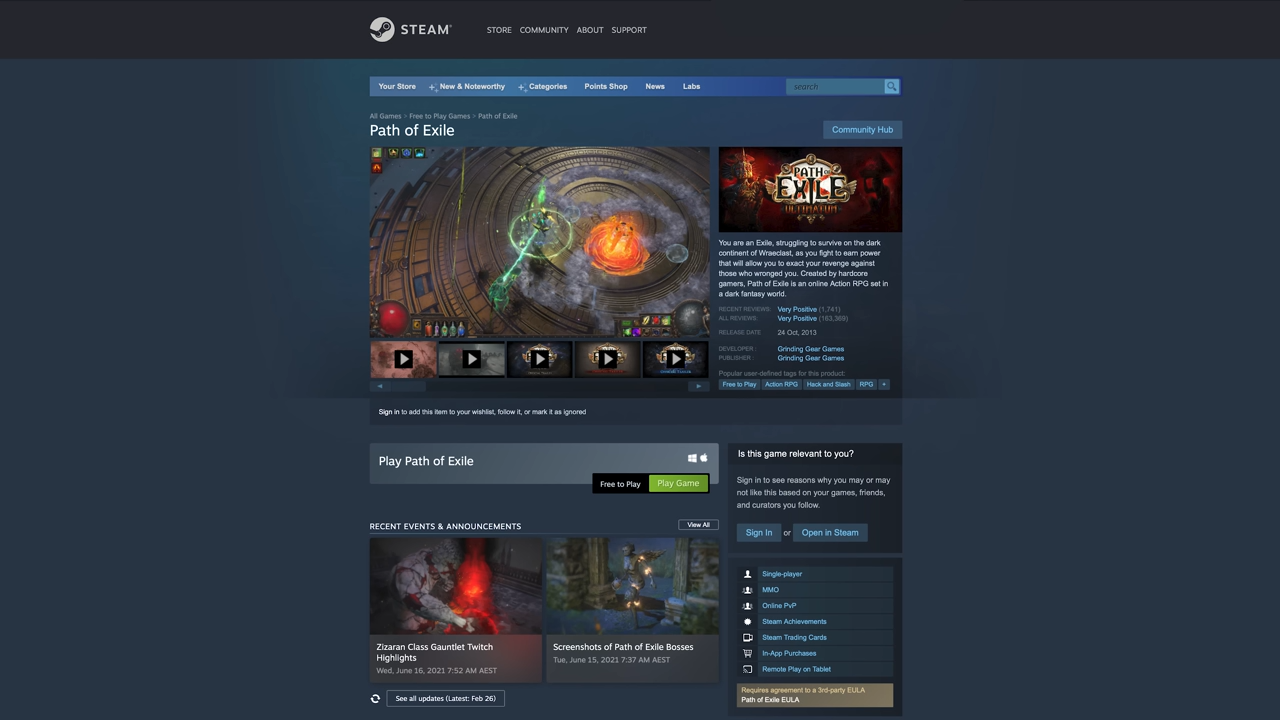 STEAM®
STORE COMMUNITY ABOUT SUPPORT
Your Store New & Noteworthy Categories Points Shop News Labs search
All Games > Free to Play Games > Path of Exile
Path of Exile
Community Hub
PATH OF EXILE
ULTIMATUM
You are an Exile, struggling to survive on the dark
continent of Wraeclast, as you fight to earn power
that will allow you to exact your revenge against
those who wronged you. Created by hardcore
gamers, Path of Exile is an online Action RPG set in
a dark fantasy world.
RECENT REVIEWS: Very Positive (1,741)
ALL REVIEWS: Very Positive (163,369)
RELEASE DATE: 24 Oct, 2013
DEVELOPER: Grinding Gear Games
PUBLISHER: Grinding Gear Games
Popular user-defined tags for this product:
Free to Play Action RPG Hack and Slash RPG +
Sign in to add this item to your wishlist, follow it, or mark it as ignored
Play Path of Exile
Free to Play Play Game
Is this game relevant to you?
Sign in to see reasons why you may or may
not like this based on your games, friends,
and curators you follow.
Sign In or Open in Steam
RECENT EVENTS & ANNOUNCEMENTS View All
Zizaran Class Gauntlet Twitch
Highlights
Wed, June 16, 2021 7:52 AM AEST
Screenshots of Path of Exile Bosses
Tue, June 15, 2021 7:37 AM AEST
See all updates (Latest: Feb 26)
Single-player
MMO
Online PvP
Steam Achievements
Steam Trading Cards
In-App Purchases
Remote Play on Tablet
Requires agreement to a 3rd-party EULA
Path of Exile EULA